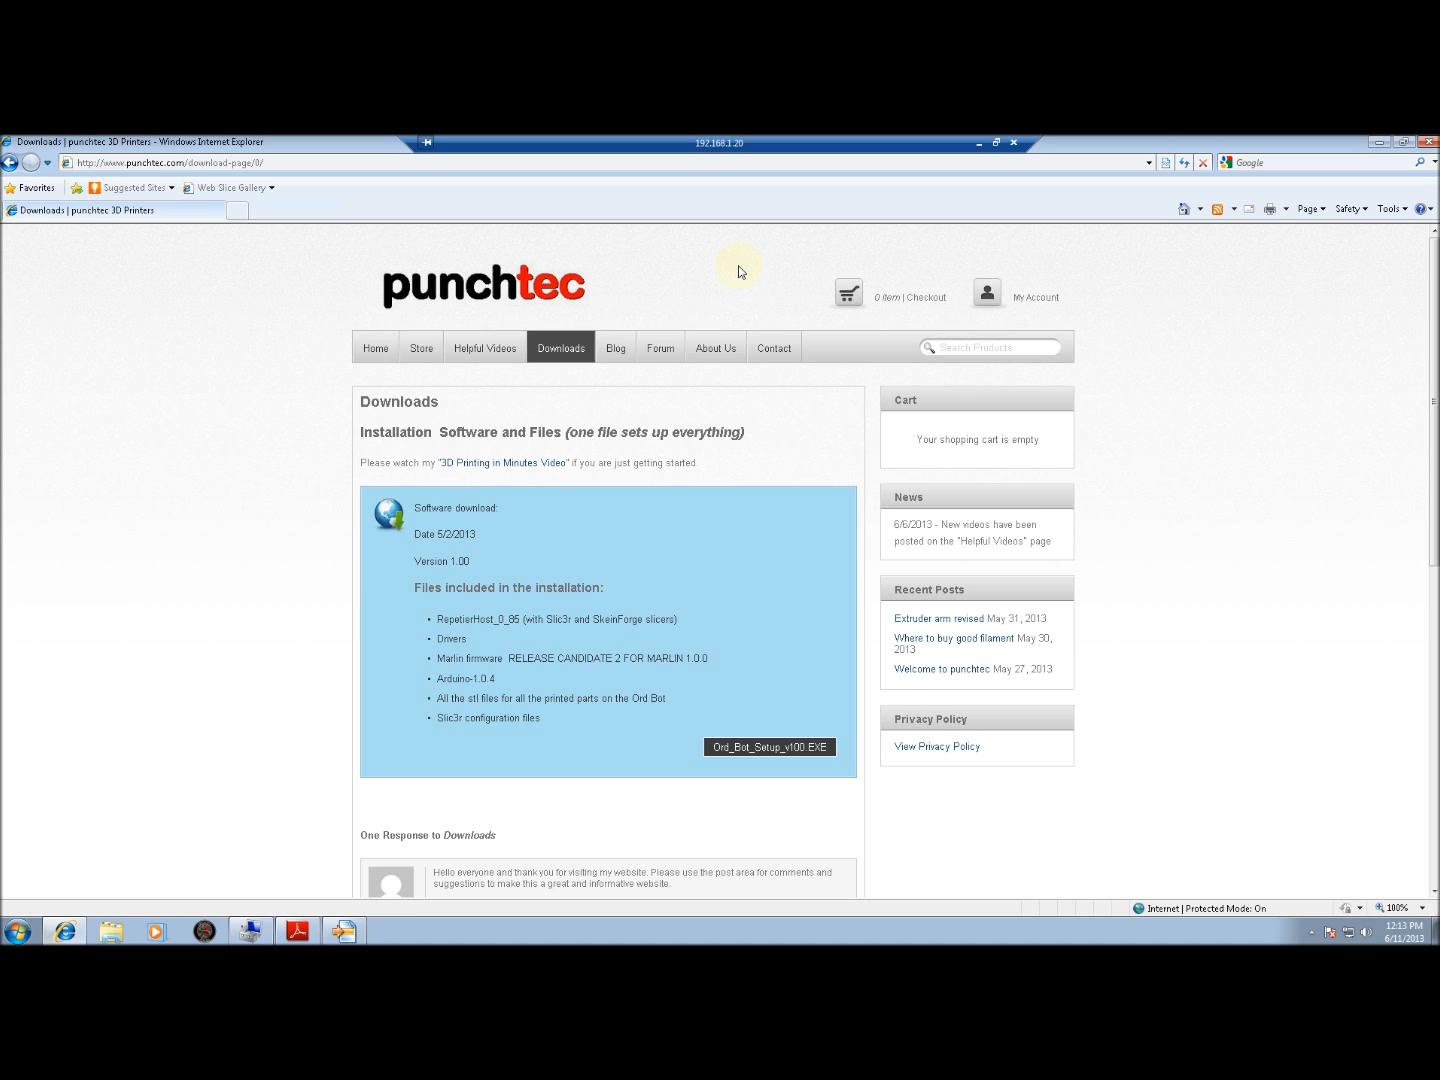 Downloads | punchtec 3D Printers - Windows Internet Explorer
192.168.1.20
http://www.punchtec.com/download-page/0/
Google
Favorites
Suggested Sites
Web Slice Gallery
Downloads | punchtec 3D Printers
Page
Safety
Tools
punchtec
0 item | Checkout
My Account
Home
Store
Helpful Videos
Downloads
Blog
Forum
About Us
Contact
Search Products
Downloads
Installation Software and Files (one file sets up everything)
Please watch my "3D Printing in Minutes Video" if you are just getting started.
Software download:
Date 5/2/2013
Version 1.00
Files included in the installation:
• RepetierHost_0_85 (with Slic3r and SkeinForge slicers)
• Drivers
• Marlin firmware RELEASE CANDIDATE 2 FOR MARLIN 1.0.0
• Arduino-1.0.4
• All the stl files for all the printed parts on the Ord Bot
• Slic3r configuration files
Ord_Bot_Setup_v100.EXE
One Response to Downloads
Hello everyone and thank you for visiting my website. Please use the post area for comments and
suggestions to make this a great and informative website.
Cart
Your shopping cart is empty
News
6/6/2013 - New videos have been
posted on the "Helpful Videos" page
Recent Posts
Extruder arm revised May 31, 2013
Where to buy good filament May 30,
2013
Welcome to punchtec May 27, 2013
Privacy Policy
View Privacy Policy
Internet | Protected Mode: On
100%
12:13 PM
6/11/2013